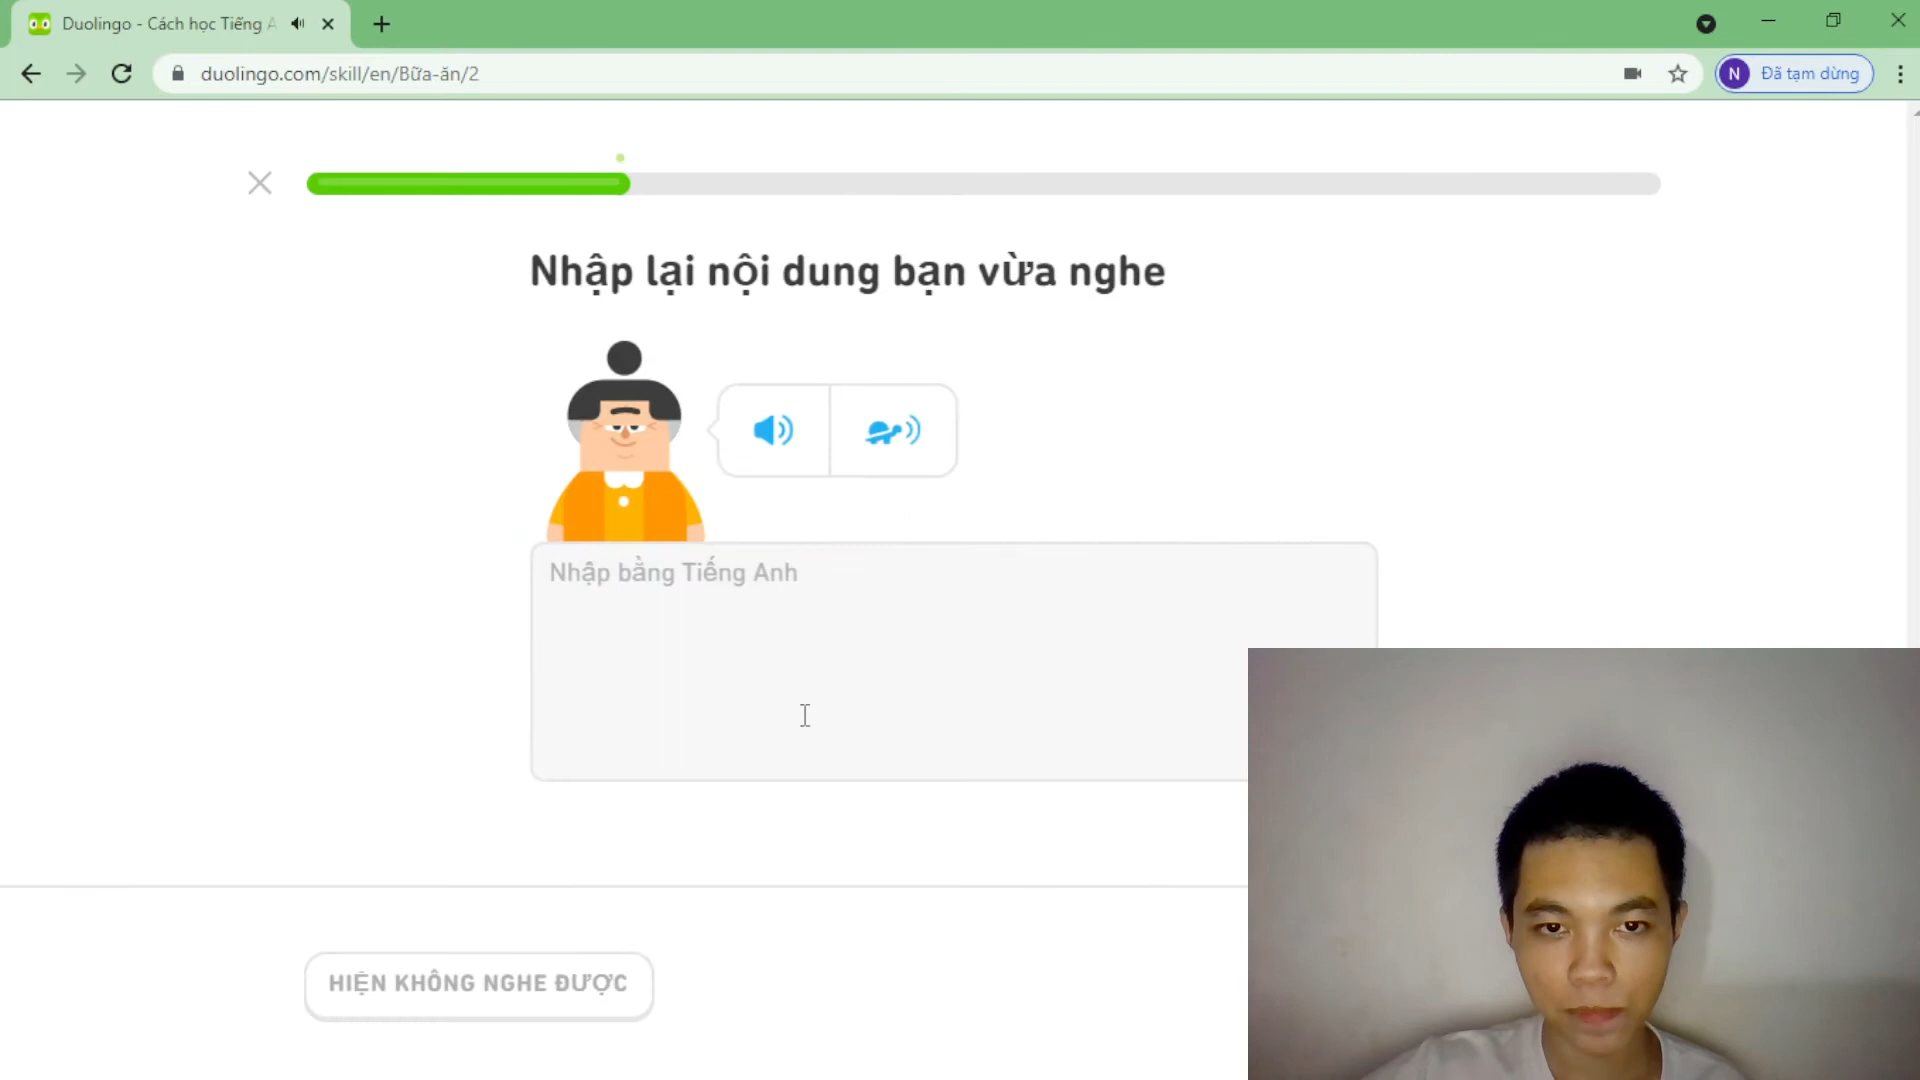 Duolingo - Cách học Tiếng A
duolingo.com/skill/en/Bữa-ăn/2
N Đã tạm dừng
Nhập lại nội dung bạn vừa nghe
Nhập bằng Tiếng Anh
HIỆN KHÔNG NGHE ĐƯỢC